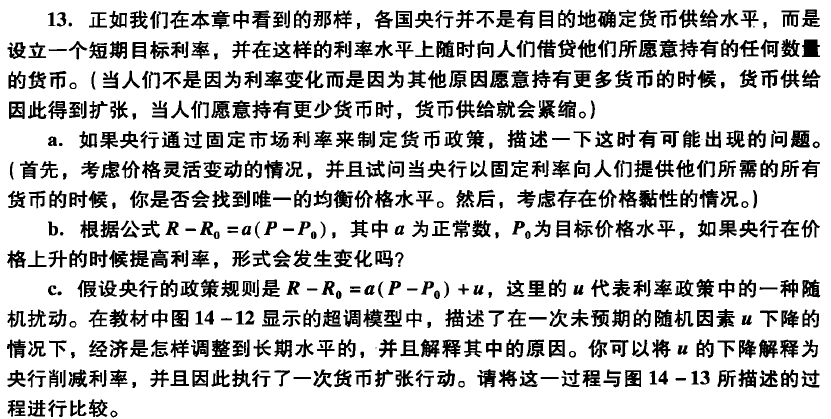 13. 正如我们在本章中看到的那样，各国央行并不是有目的地确定货币供给水平，而是
设立一个短期目标利率，并在这样的利率水平上随时向人们借贷他们所愿意持有的任何数量
的货币。(当人们不是因为利率变化而是因为其他原因愿意持有更多货币的时候，货币供给
因此得到扩张，当人们愿意持有更少货币时，货币供给就会紧缩。)
a. 如果央行通过固定市场利率来制定货币政策，描述一下这时有可能出现的问题。
(首先，考虑价格灵活变动的情况，并且试问当央行以固定利率向人们提供他们所需的所有
货币的时候，你是否会找到唯一的均衡价格水平。然后，考虑存在价格黏性的情况。)
b. 根据公式 R－R₀＝a(P－P₀)，其中 a 为正常数，P₀为目标价格水平，如果央行在价
格上升的时候提高利率，形式会发生变化吗？
c. 假设央行的政策规则是 R－R₀＝a(P－P₀)＋u，这里的 u 代表利率政策中的一种随
机扰动。在教材中图 14－12 显示的超调模型中，描述了在一次未预期的随机因素 u 下降的
情况下，经济是怎样调整到长期水平的，并且解释其中的原因。你可以将 u 的下降解释为
央行削减利率，并且因此执行了一次货币扩张行动。请将这一过程与图 14－13 所描述的过
程进行比较。